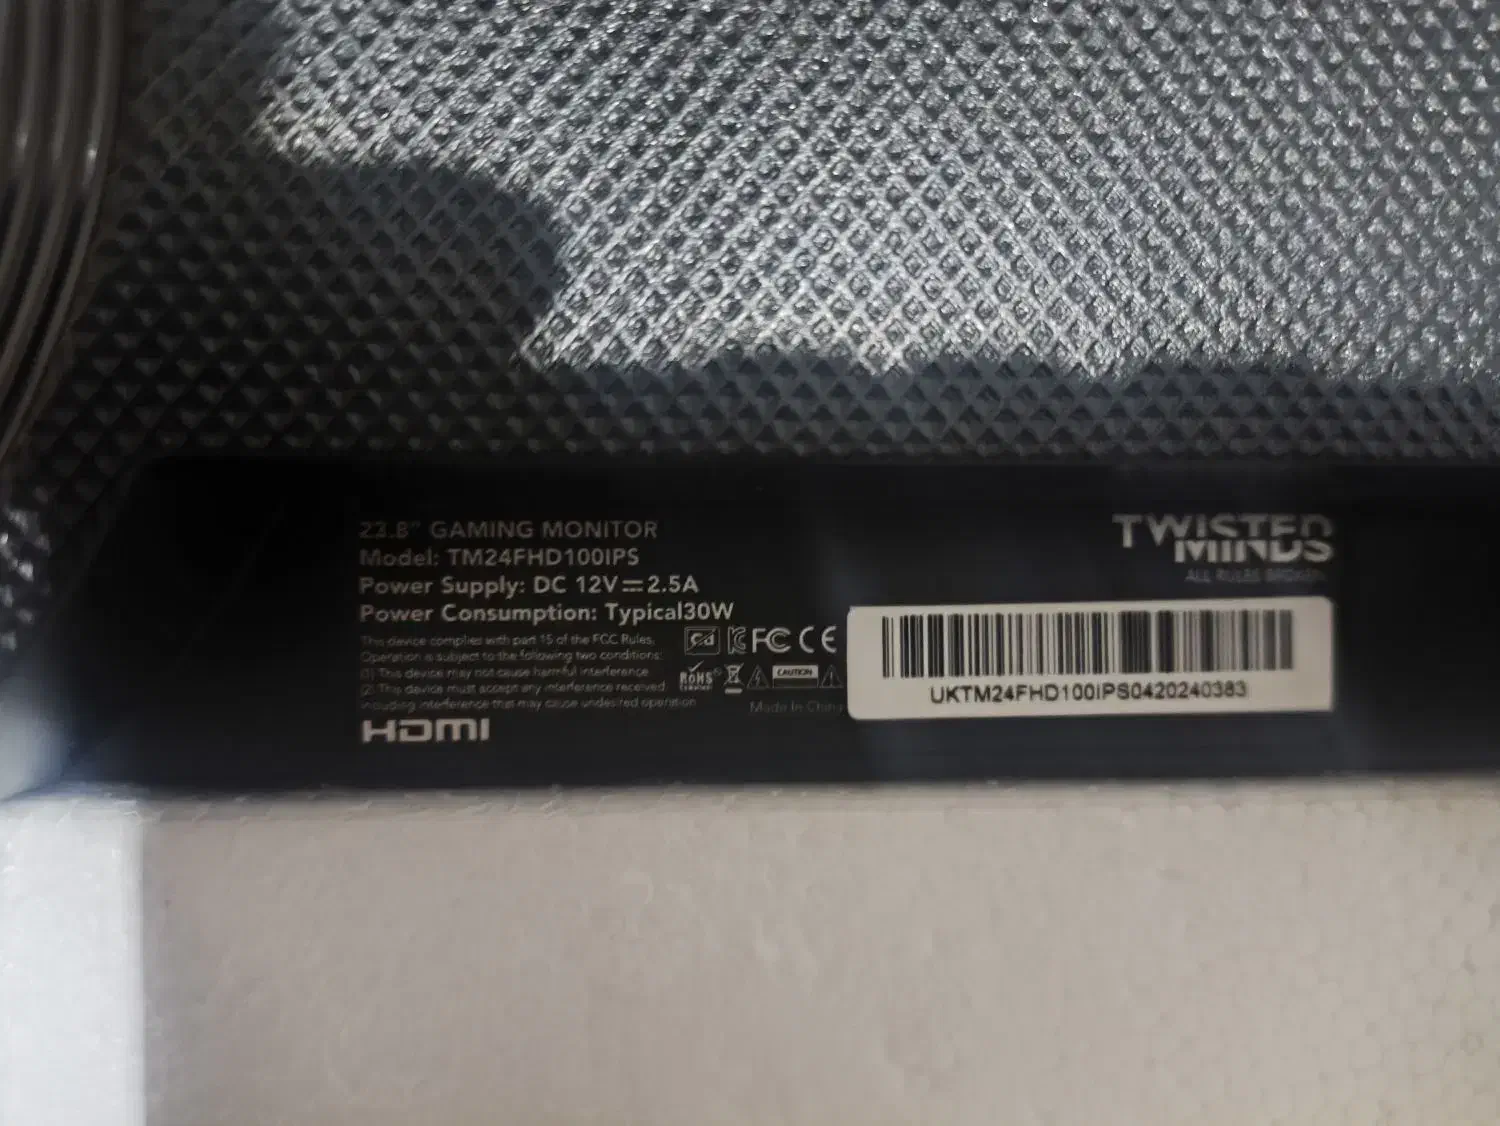 23.8" GAMING MONITOR
Model: TM24FHD100IPS
Power Supply: DC 12V⎓2.5A
Power Consumption: Typical30W
This device complies with part 15 of the FCC Rules.
Operation is subject to the following two conditions:
(1) This device may not cause harmful interference
(2) This device must accept any interference received
including interference that may cause undesired operation
HDMI
FC CE
RoHS
CAUTION
Made In China
TWISTED
MINDS
ALL RULES BROKEN
UKTM24FHD100IPS0420240383